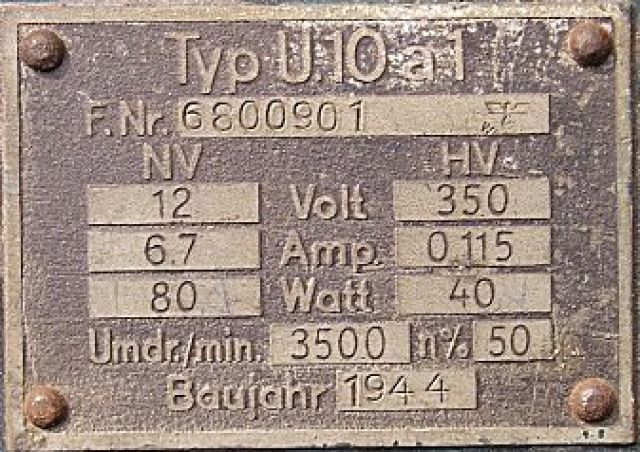 Typ U.10 a1
F.Nr. 6800901
NV HV
12 Volt 350
6.7 Amp. 0,115
80 Watt 40
Umdr./min. 3500 η% 50
Baujahr 1944